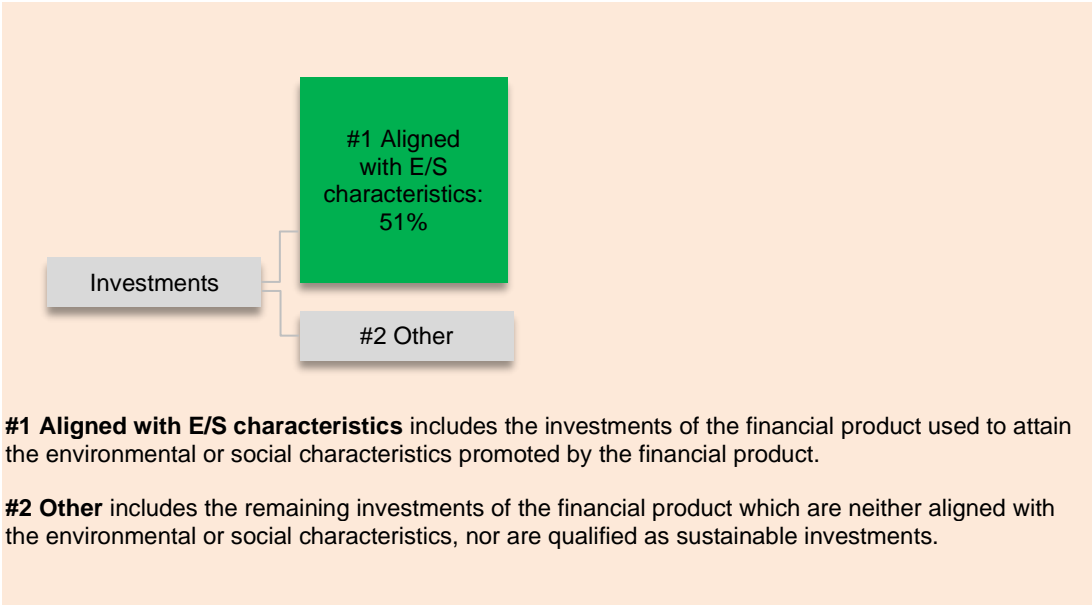 #1 Aligned
with E/S
characteristics:
51%
Investments
#2 Other
#1 Aligned with E/S characteristics includes the investments of the financial product used to attain
the environmental or social characteristics promoted by the financial product.
#2 Other includes the remaining investments of the financial product which are neither aligned with
the environmental or social characteristics, nor are qualified as sustainable investments.